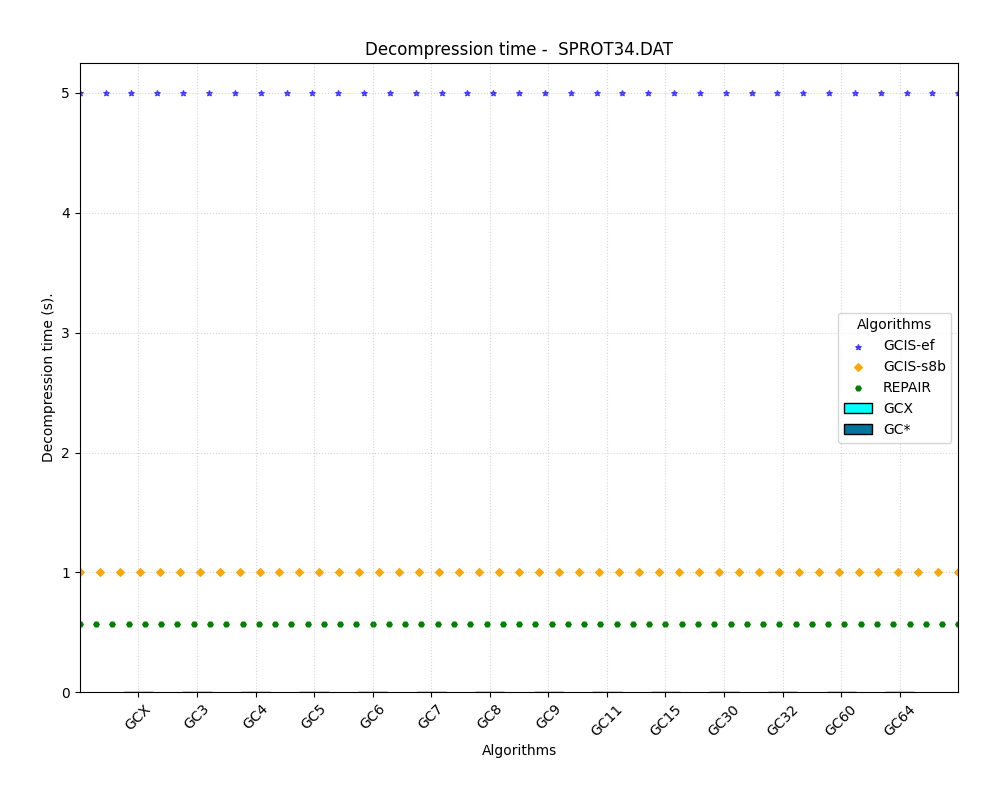 Decompression time -  SPROT34.DAT
Decompression time (s).
5
4
3
2
1
0
Algorithms
GCIS-ef
GCIS-s8b
REPAIR
GCX
GC*
GCX
GC3
GC4
GC5
GC6
GC7
GC8
GC9
GC11
GC15
GC30
GC32
GC60
GC64
Algorithms